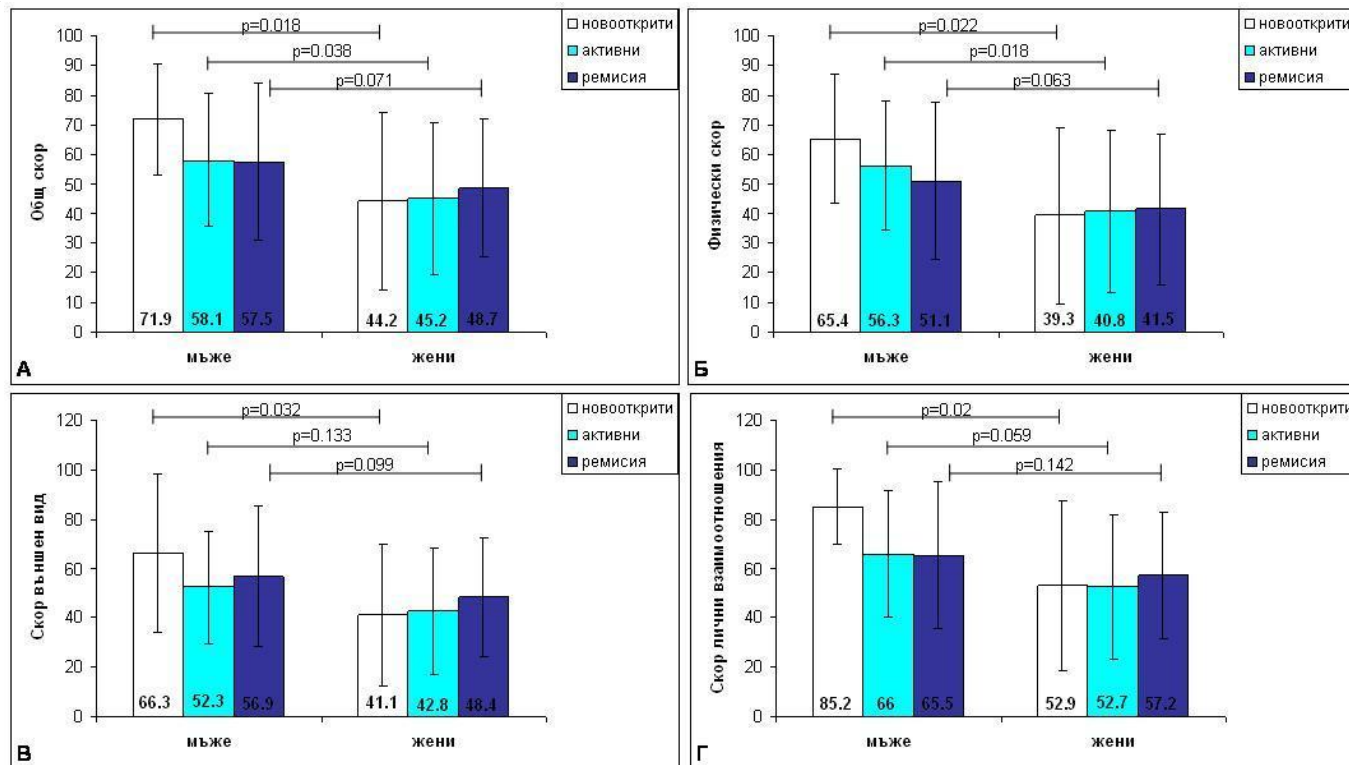 p=0.018
p=0.038
p=0.071
новооткрити
активни
ремисия
Общ скор
100
90
80
70
60
50
40
30
20
10
0
71.9 58.1 57.5 44.2 45.2 48.7
мъже жени
А
p=0.022
p=0.018
p=0.063
новооткрити
активни
ремисия
Физически скор
100
90
80
70
60
50
40
30
20
10
0
65.4 56.3 51.1 39.3 40.8 41.5
мъже жени
Б
p=0.032
p=0.133
p=0.099
новооткрити
активни
ремисия
Скор външен вид
120
100
80
60
40
20
0
66.3 52.3 56.9 41.1 42.8 48.4
мъже жени
В
p=0.02
p=0.059
p=0.142
новооткрити
активни
ремисия
Скор лични взаимоотношения
120
100
80
60
40
20
0
85.2 66 65.5 52.9 52.7 57.2
мъже жени
Г